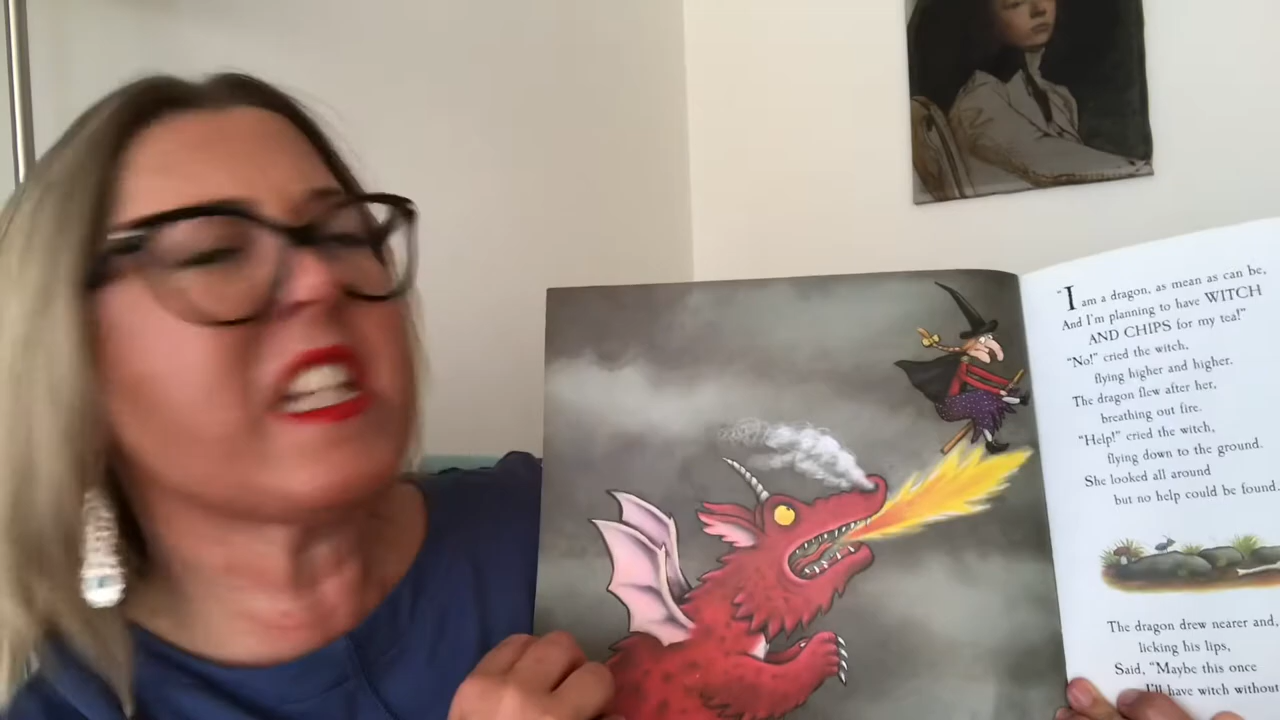 "I am a dragon, as mean as can be,
And I'm planning to have WITCH
AND CHIPS for my tea!"
"No!" cried the witch,
flying higher and higher.
The dragon flew after her,
breathing out fire.
"Help!" cried the witch,
flying down to the ground.
She looked all around
but no help could be found.
The dragon drew nearer and,
licking his lips,
Said, "Maybe this once
I'll have witch without